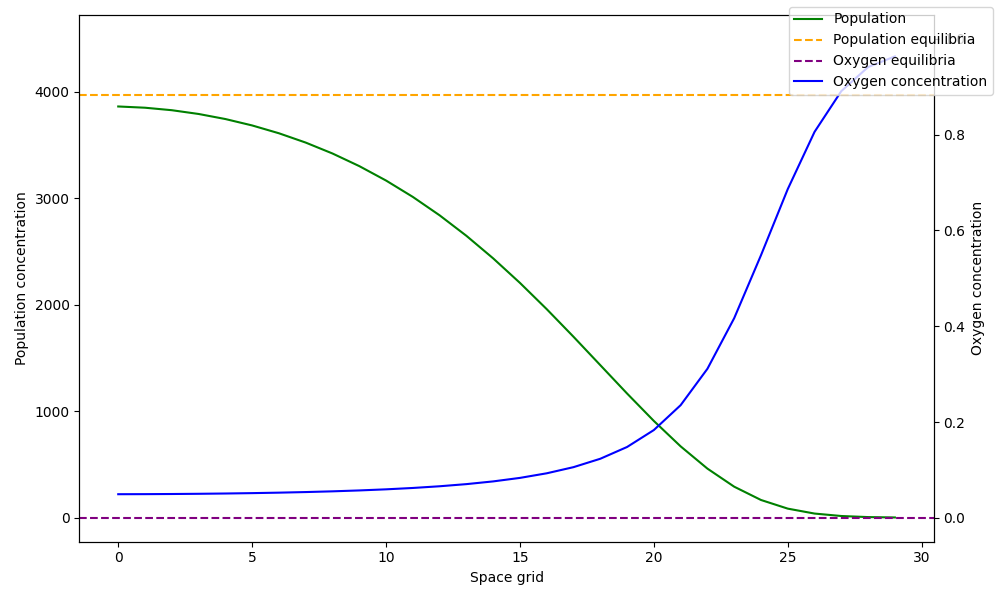 Population
Population equilibria
Oxygen equilibria
Oxygen concentration
Population concentration
4000
3000
2000
1000
0
0.8
0.6
0.4
0.2
0.0
Oxygen concentration
0
5
10
15
20
25
30
Space grid